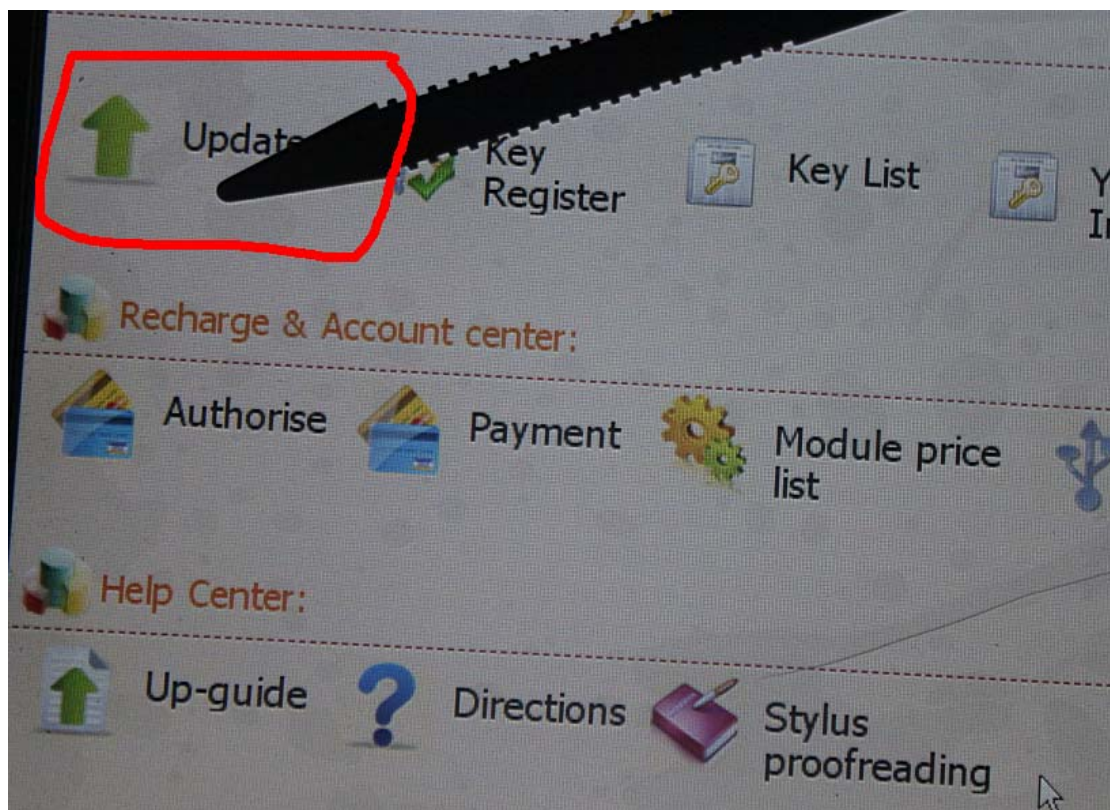 Update
Key
Register
Key List
Recharge & Account center:
Authorise
Payment
Module price
list
Help Center:
Up-guide
Directions
Stylus
proofreading